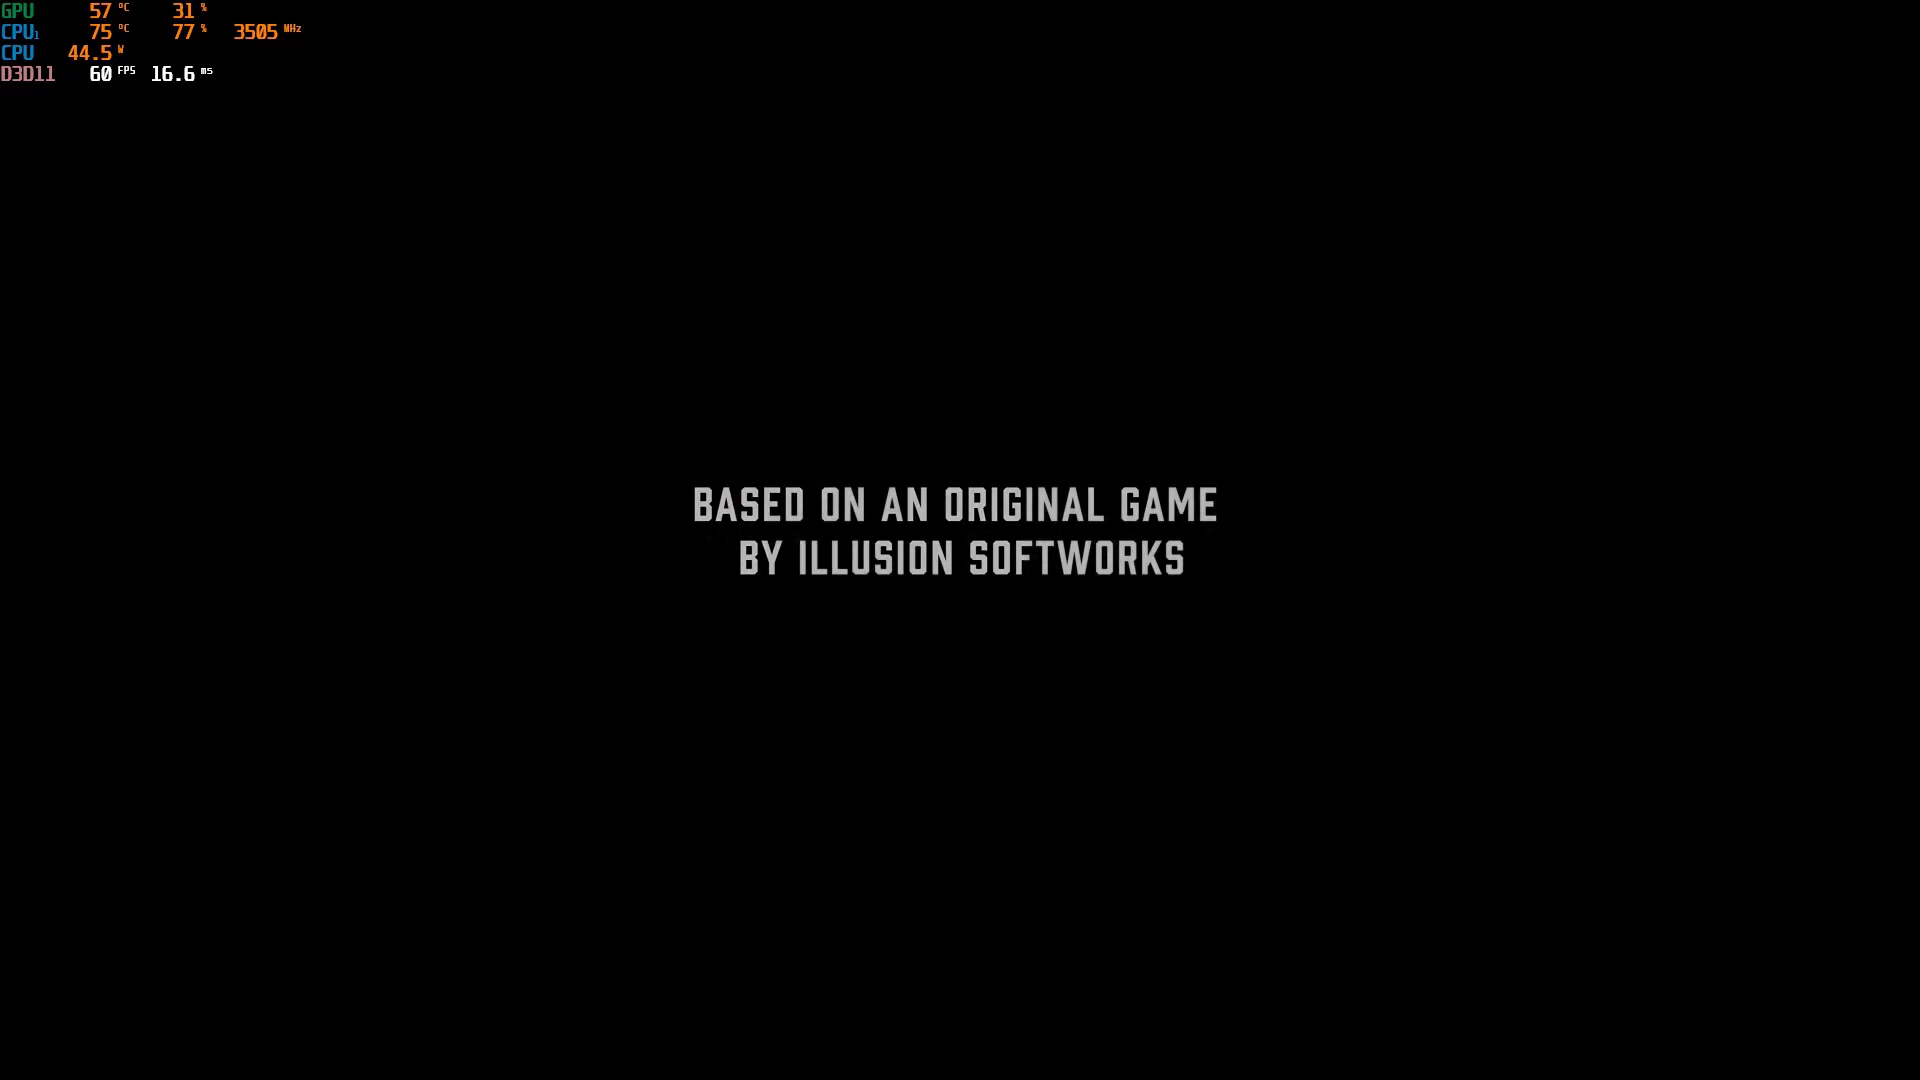 GPU 57 °C 31 %
CPU1 75 °C 77 % 3505 MHz
CPU 44.5 W
D3D11 60 FPS 16.6 ms
BASED ON AN ORIGINAL GAME
BY ILLUSION SOFTWORKS